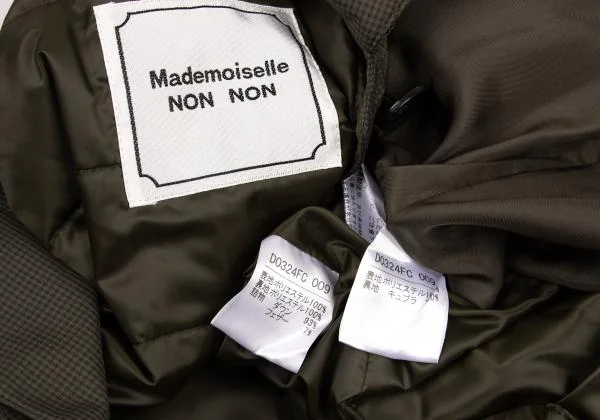 Mademoiselle
NON NON
D0324FC 009
表地 ポリエステル100%
裏地 ポリエステル100%
詰物 ダウン 93%
フェザー 7%
D0324FC 009
表地 ポリエステル100%
裏地 キュプラ